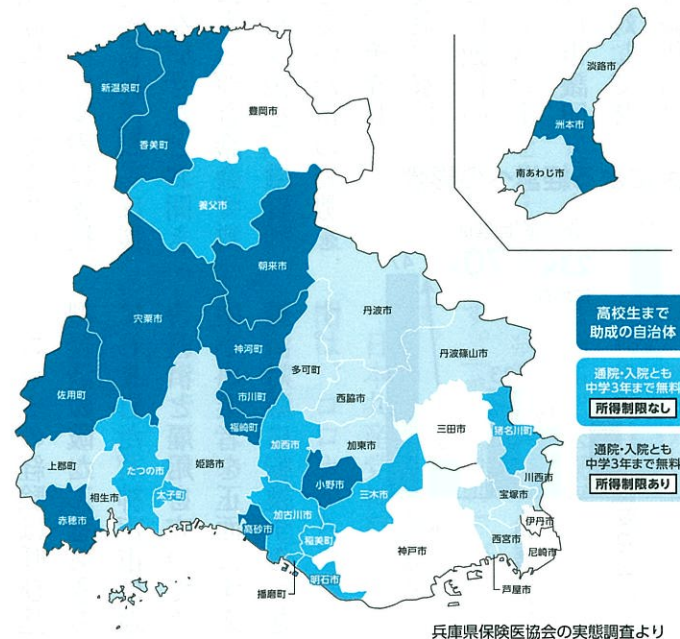 新温泉町
香美町
豊岡市
養父市
朝来市
宍粟市
神河町
市川町
福崎町
佐用町
上郡町
相生市
赤穂市
たつの市
太子町
姫路市
多可町
丹波市
丹波篠山市
西脇市
加東市
加西市
小野市
三木市
三田市
猪名川町
川西市
宝塚市
伊丹市
尼崎市
西宮市
芦屋市
神戸市
高砂市
加古川市
稲美町
播磨町
明石市
淡路市
洲本市
南あわじ市
高校生まで
助成の自治体
通院・入院とも
中学3年まで無料
所得制限なし
通院・入院とも
中学3年まで無料
所得制限あり
兵庫県保険医協会の実態調査より